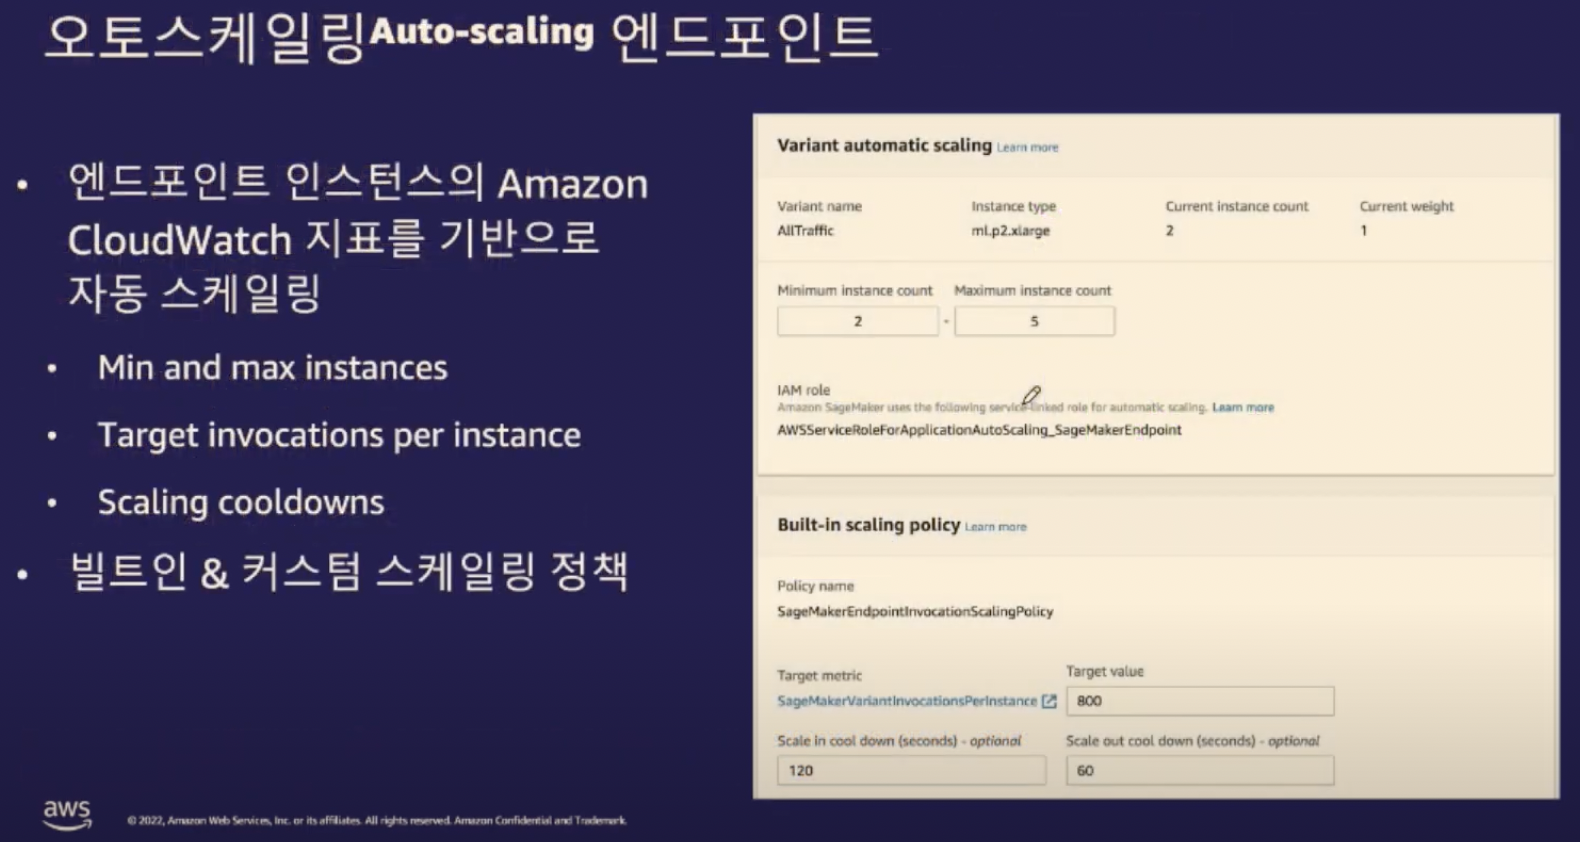 오토스케일링Auto-scaling 엔드포인트
• 엔드포인트 인스턴스의 Amazon
CloudWatch 지표를 기반으로
자동 스케일링
• Min and max instances
• Target invocations per instance
• Scaling cooldowns
• 빌트인 & 커스텀 스케일링 정책
Variant automatic scaling Learn more
Variant name Instance type Current instance count Current weight
AllTraffic ml.p2.xlarge 2 1
Minimum instance count Maximum instance count
2 - 5
IAM role
Amazon SageMaker uses the following service-linked role for automatic scaling. Learn more
AWSServiceRoleForApplicationAutoScaling_SageMakerEndpoint
Built-in scaling policy Learn more
Policy name
SageMakerEndpointInvocationScalingPolicy
Target metric Target value
SageMakerVariantInvocationsPerInstance 800
Scale in cool down (seconds) - optional Scale out cool down (seconds) - optional
120 60
aws
© 2022, Amazon Web Services, Inc. or its affiliates. All rights reserved. Amazon Confidential and Trademark.